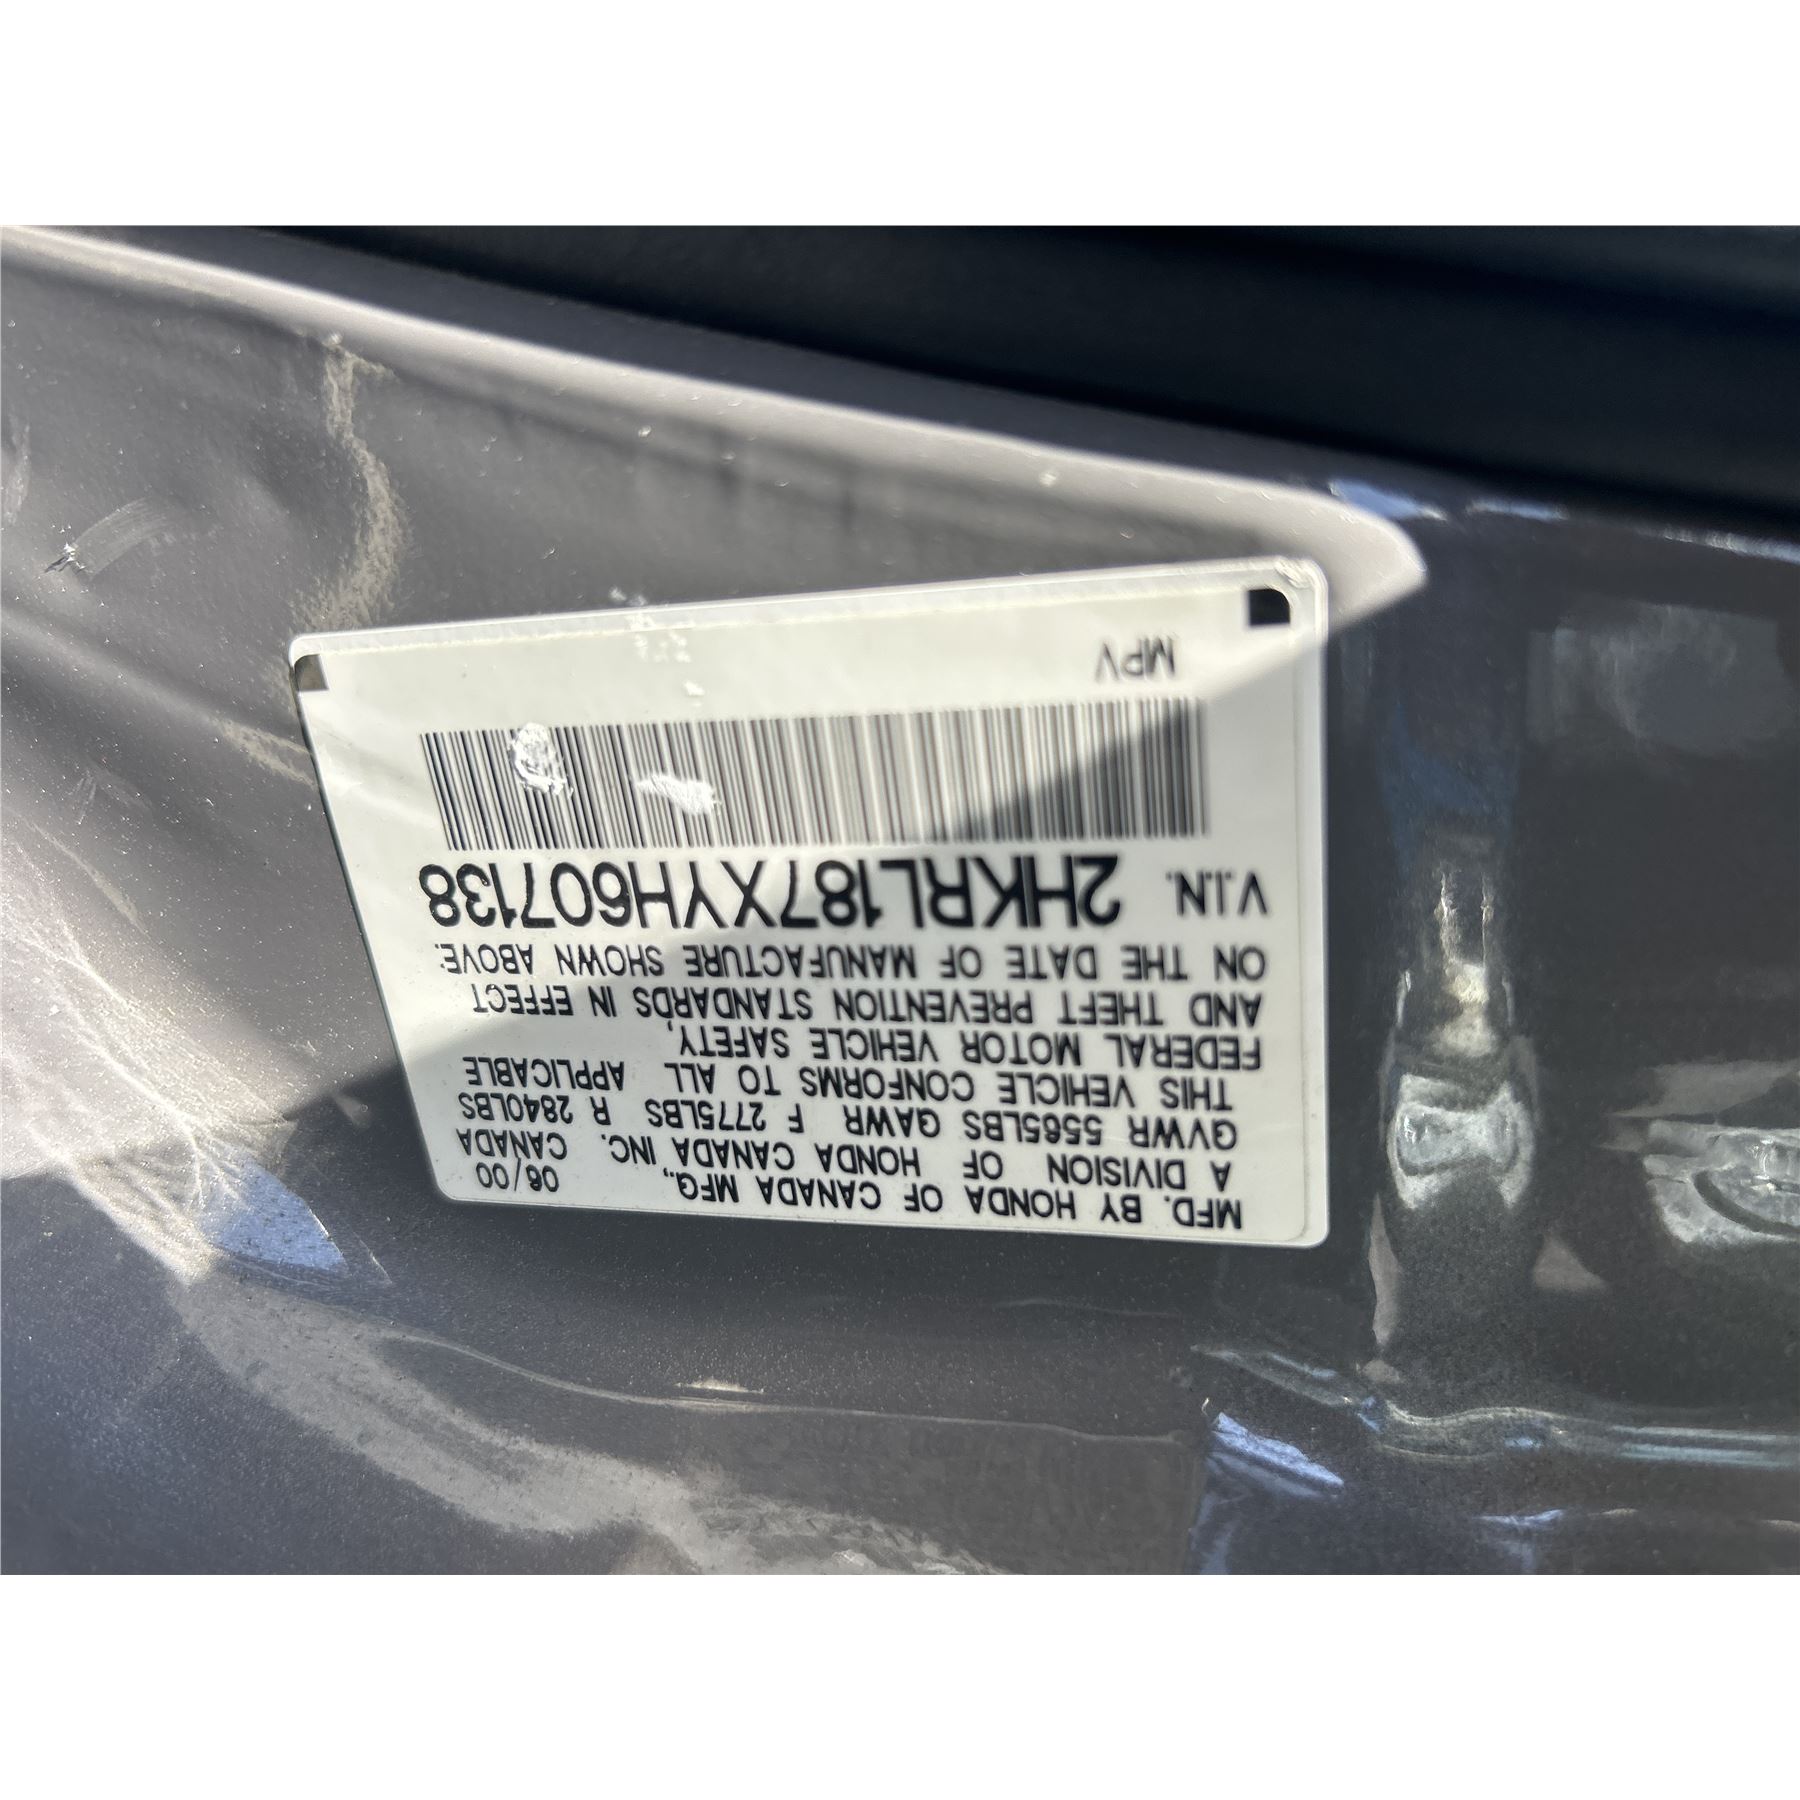 MFD. BY HONDA OF CANADA MFG., 06/00
A DIVISION OF HONDA CANADA INC. CANADA
GVWR 5565LBS GAWR F 2775LBS R 2840LBS
THIS VEHICLE CONFORMS TO ALL APPLICABLE
FEDERAL MOTOR VEHICLE SAFETY,
AND THEFT PREVENTION STANDARDS IN EFFECT
ON THE DATE OF MANUFACTURE SHOWN ABOVE.
V.I.N. 2HKRL187XYH607138
MPV